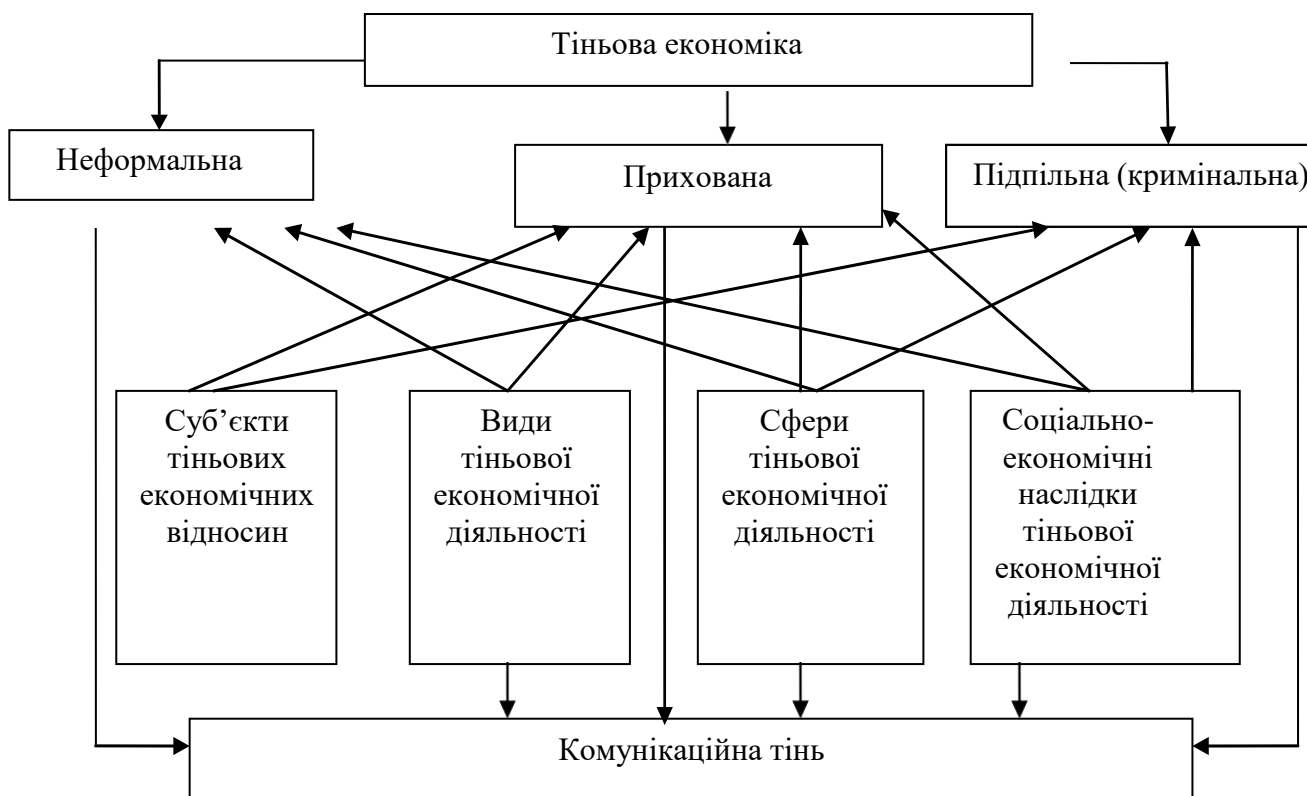 Тіньова економіка
Неформальна
Прихована
Підпільна (кримінальна)
Суб’єкти
тіньових
економічних
відносин
Види
тіньової
економічної
діяльності
Сфери
тіньової
економічної
діяльності
Соціально-
економічні
наслідки
тіньової
економічної
діяльності
Комунікаційна тінь